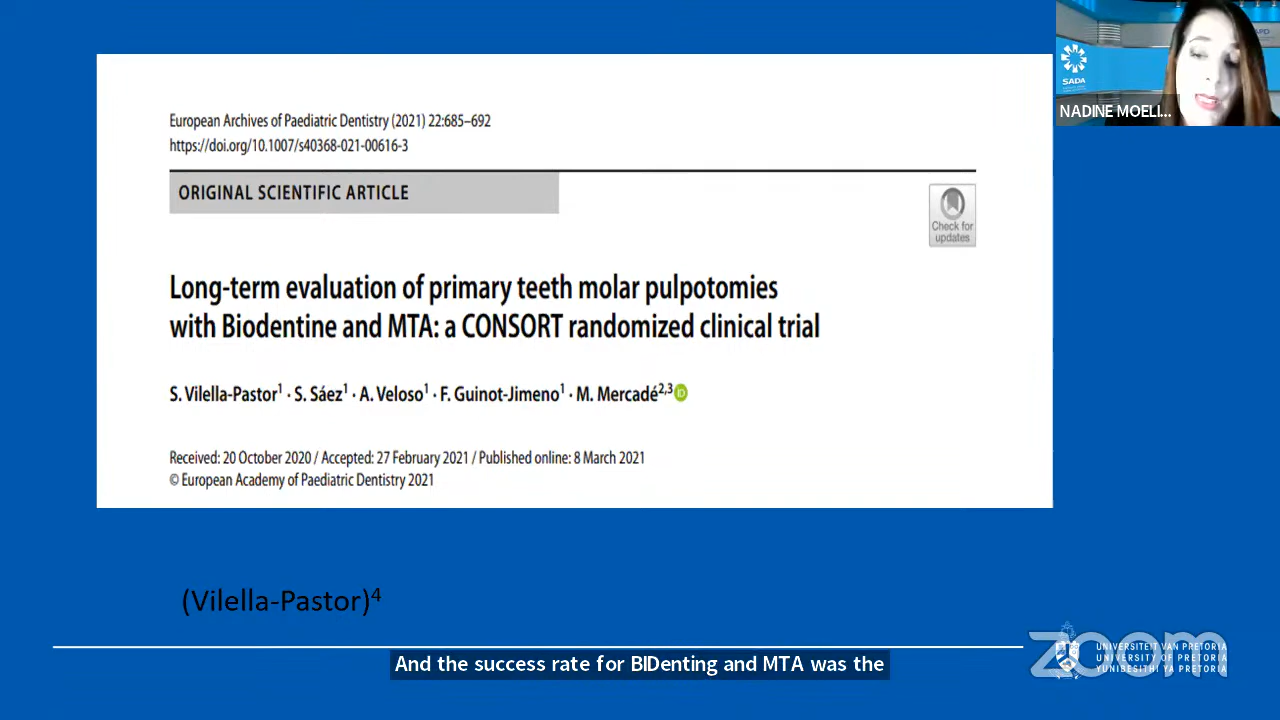 European Archives of Paediatric Dentistry (2021) 22:685–692
https://doi.org/10.1007/s40368-021-00616-3
ORIGINAL SCIENTIFIC ARTICLE
Check for
updates
Long-term evaluation of primary teeth molar pulpotomies
with Biodentine and MTA: a CONSORT randomized clinical trial
S. Vilella-Pastor1 · S. Sáez1 · A. Veloso1 · F. Guinot-Jimeno1 · M. Mercadé2,3 iD
Received: 20 October 2020 / Accepted: 27 February 2021 / Published online: 8 March 2021
© European Academy of Paediatric Dentistry 2021
(Vilella-Pastor)4
SADA
NADINE MOELI...
zoom
UNIVERSITEIT VAN PRETORIA
UNIVERSITY OF PRETORIA
YUNIBESITHI YA PRETORIA
And the success rate for BIDenting and MTA was the